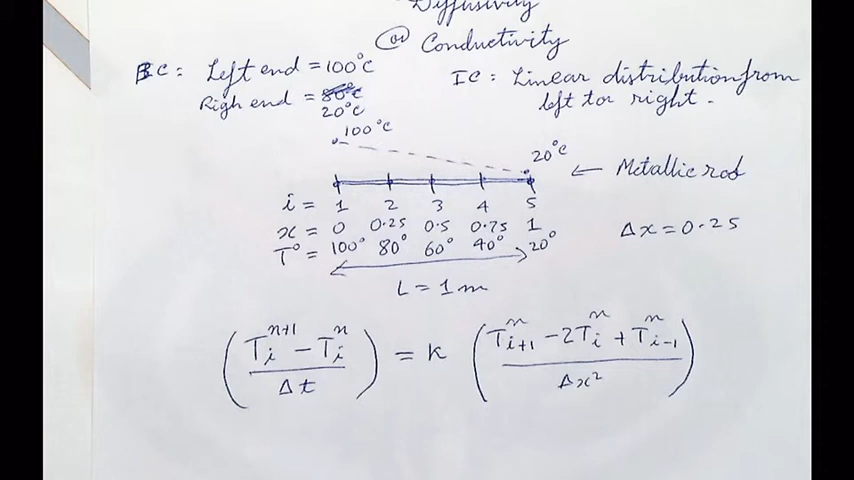 Diffusivity
(or) Conductivity
BC: Left end = 100°C
Righ end = 80°C
20°C
IC: Linear distribution from
left tor right.
100°C
20°C
← Metallic rod
i = 1 2 3 4 5
x = 0 0.25 0.5 0.75 1
T° = 100° 80° 60° 40° 20°
Δx = 0.25
L = 1m
(T_i^{n+1} - T_i^n / Δt) = K (T_{i+1}^n - 2T_i^n + T_{i-1}^n / Δx²)